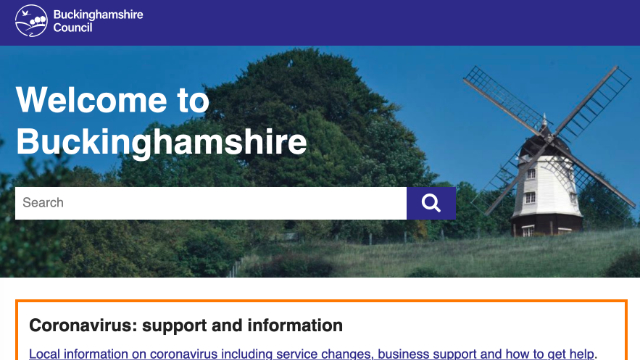 Buckinghamshire
Council
Welcome to
Buckinghamshire
Search
Coronavirus: support and information
Local information on coronavirus including service changes, business support and how to get help.